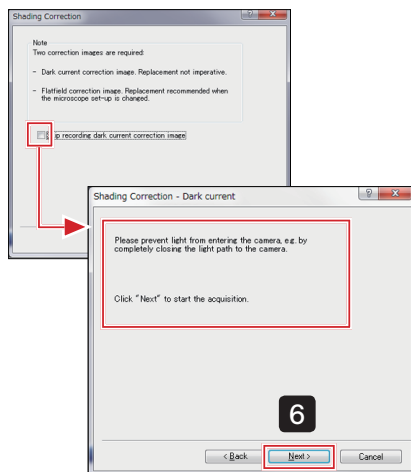 Shading Correction
Note
Two correction images are required:
- Dark current correction image. Replacement not imperative.
- Flatfield correction image. Replacement recommended when
the microscope set-up is changed.
ip recording dark current correction image
Shading Correction - Dark current
Please prevent light from entering the camera, e.g. by
completely closing the light path to the camera.
Click "Next" to start the acquisition.
6
< Back
Next >
Cancel